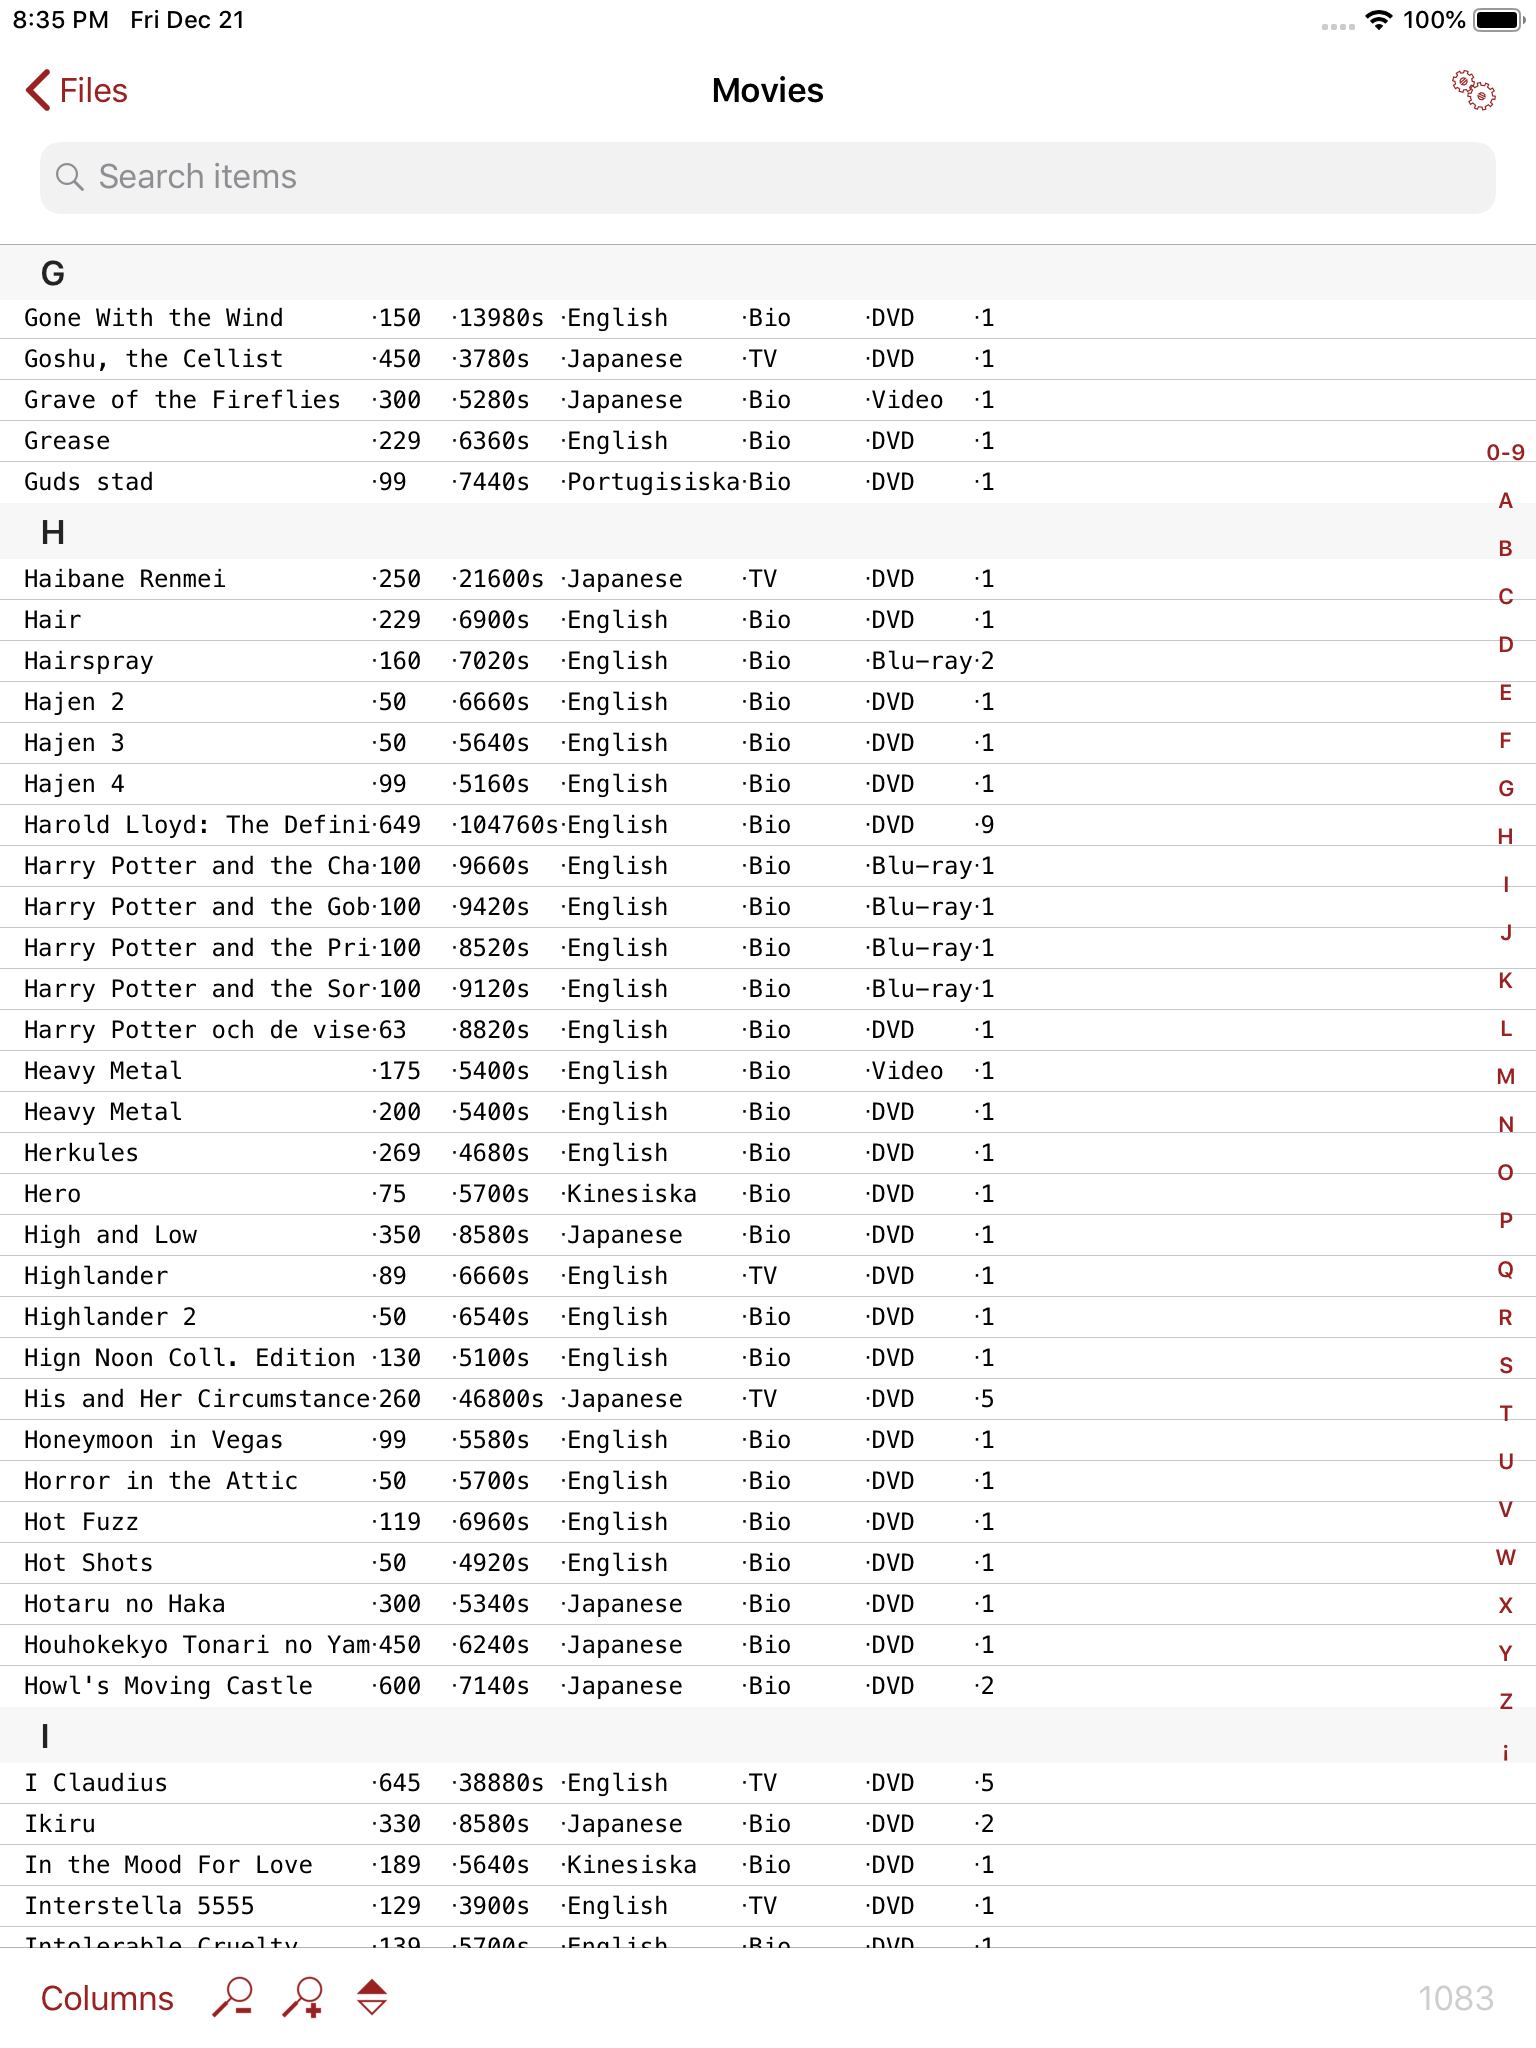 8:35 PM Fri Dec 21 100%
Files Movies
Search items
G
Gone With the Wind ·150 ·13980s ·English ·Bio ·DVD ·1
Goshu, the Cellist ·450 ·3780s ·Japanese ·TV ·DVD ·1
Grave of the Fireflies ·300 ·5280s ·Japanese ·Bio ·Video ·1
Grease ·229 ·6360s ·English ·Bio ·DVD ·1
Guds stad ·99 ·7440s ·Portugisiska·Bio ·DVD ·1
H
Haibane Renmei ·250 ·21600s ·Japanese ·TV ·DVD ·1
Hair ·229 ·6900s ·English ·Bio ·DVD ·1
Hairspray ·160 ·7020s ·English ·Bio ·Blu-ray·2
Hajen 2 ·50 ·6660s ·English ·Bio ·DVD ·1
Hajen 3 ·50 ·5640s ·English ·Bio ·DVD ·1
Hajen 4 ·99 ·5160s ·English ·Bio ·DVD ·1
Harold Lloyd: The Defini·649 ·104760s·English ·Bio ·DVD ·9
Harry Potter and the Cha·100 ·9660s ·English ·Bio ·Blu-ray·1
Harry Potter and the Gob·100 ·9420s ·English ·Bio ·Blu-ray·1
Harry Potter and the Pri·100 ·8520s ·English ·Bio ·Blu-ray·1
Harry Potter and the Sor·100 ·9120s ·English ·Bio ·Blu-ray·1
Harry Potter och de vise·63 ·8820s ·English ·Bio ·DVD ·1
Heavy Metal ·175 ·5400s ·English ·Bio ·Video ·1
Heavy Metal ·200 ·5400s ·English ·Bio ·DVD ·1
Herkules ·269 ·4680s ·English ·Bio ·DVD ·1
Hero ·75 ·5700s ·Kinesiska ·Bio ·DVD ·1
High and Low ·350 ·8580s ·Japanese ·Bio ·DVD ·1
Highlander ·89 ·6660s ·English ·TV ·DVD ·1
Highlander 2 ·50 ·6540s ·English ·Bio ·DVD ·1
Hign Noon Coll. Edition ·130 ·5100s ·English ·Bio ·DVD ·1
His and Her Circumstance·260 ·46800s ·Japanese ·TV ·DVD ·5
Honeymoon in Vegas ·99 ·5580s ·English ·Bio ·DVD ·1
Horror in the Attic ·50 ·5700s ·English ·Bio ·DVD ·1
Hot Fuzz ·119 ·6960s ·English ·Bio ·DVD ·1
Hot Shots ·50 ·4920s ·English ·Bio ·DVD ·1
Hotaru no Haka ·300 ·5340s ·Japanese ·Bio ·DVD ·1
Houhokekyo Tonari no Yam·450 ·6240s ·Japanese ·Bio ·DVD ·1
Howl's Moving Castle ·600 ·7140s ·Japanese ·Bio ·DVD ·2
I
I Claudius ·645 ·38880s ·English ·TV ·DVD ·5
Ikiru ·330 ·8580s ·Japanese ·Bio ·DVD ·2
In the Mood For Love ·189 ·5640s ·Kinesiska ·Bio ·DVD ·1
Interstella 5555 ·129 ·3900s ·English ·TV ·DVD ·1
Intolerable Cruelty ·139 ·5700s ·English ·Bio ·DVD ·1
0-9
A
B
C
D
E
F
G
H
I
J
K
L
M
N
O
P
Q
R
S
T
U
V
W
X
Y
Z
¡
Columns 1083